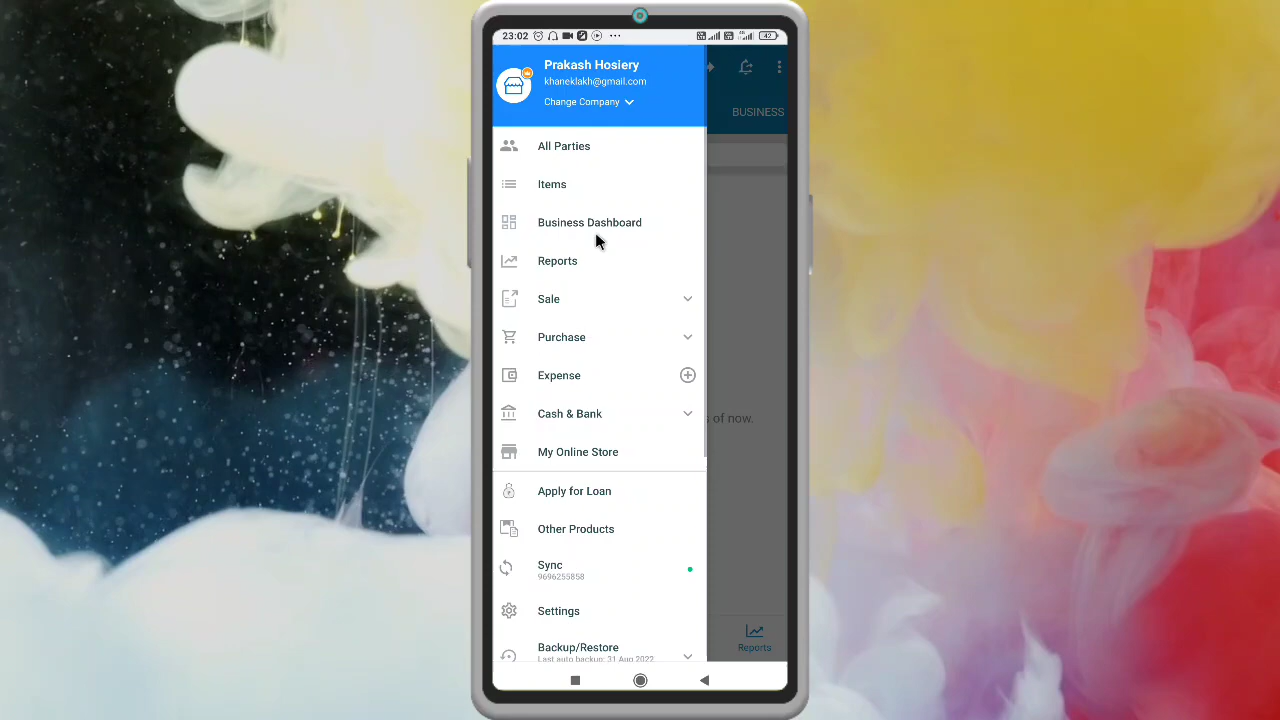 23:02
42
Prakash Hosiery
khaneklakh@gmail.com
Change Company
BUSINESS
All Parties
Items
Business Dashboard
Reports
Sale
Purchase
Expense
Cash & Bank
s of now.
My Online Store
Apply for Loan
Other Products
Sync
9696255858
Settings
Reports
Backup/Restore
Last auto backup: 31 Aug 2022